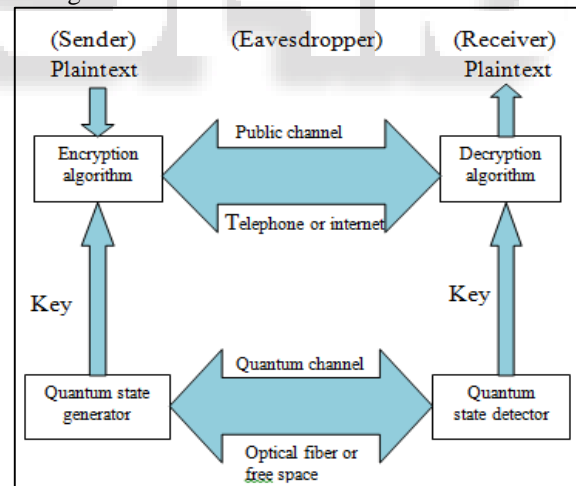 (Sender) (Eavesdropper) (Receiver)
Plaintext Plaintext
Public channel
Encryption algorithm
Decryption algorithm
Telephone or internet
Key Key
Quantum channel
Quantum state generator
Quantum state detector
Optical fiber or
free space